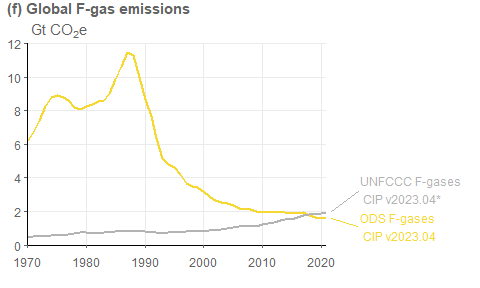 (f) Global F-gas emissions
Gt CO₂e
12
10
8
6
4
2
0
1970 1980 1990 2000 2010 2020
UNFCCC F-gases
CIP v2023.04*
ODS F-gases
CIP v2023.04